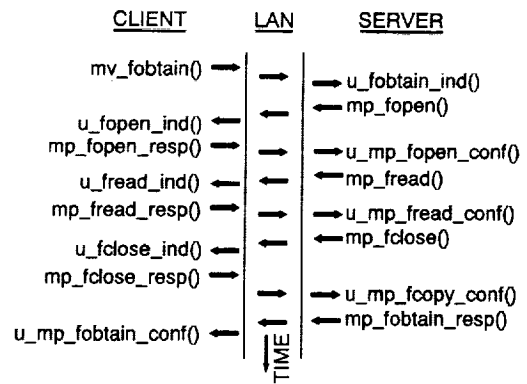 CLIENT LAN SERVER
mv_fobtain()
u_fobtain_ind()
mp_fopen()
u_fopen_ind()
mp_fopen_resp()
u_mp_fopen_conf()
mp_fread()
u_fread_ind()
mp_fread_resp()
u_mp_fread_conf()
mp_fclose()
u_fclose_ind()
mp_fclose_resp()
u_mp_fcopy_conf()
mp_fobtain_resp()
u_mp_fobtain_conf()
TIME